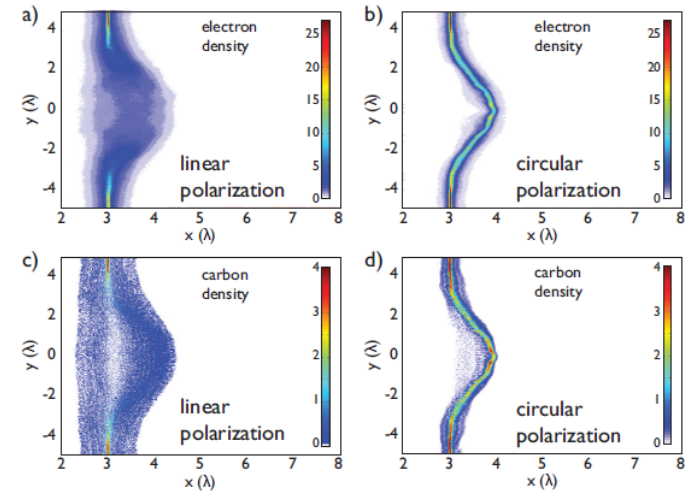 a)
electron
density
linear
polarization
25
20
15
10
5
0
4
2
0
-2
-4
y (λ)
2 3 4 5 6 7 8
x (λ)
b)
electron
density
circular
polarization
25
20
15
10
5
0
4
2
0
-2
-4
y (λ)
2 3 4 5 6 7 8
x (λ)
c)
carbon
density
linear
polarization
4
3
2
1
0
4
2
0
-2
-4
y (λ)
2 3 4 5 6 7 8
x (λ)
d)
carbon
density
circular
polarization
4
3
2
1
0
4
2
0
-2
-4
y (λ)
2 3 4 5 6 7 8
x (λ)